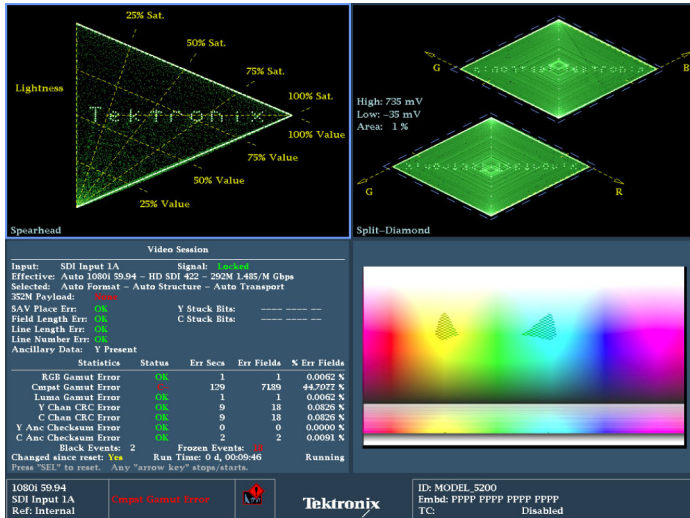 25% Sat.
50% Sat.
75% Sat.
Lightness
100% Sat.
Tektronix
100% Value
75% Value
50% Value
25% Value
Spearhead
G
B
High: 735 mV
Low: -35 mV
Area: 1 %
G
R
Split-Diamond
Video Session
Input: SDI Input 1A Signal: Locked
Effective: Auto 1080i 59.94 - HD SDI 422 - 292M 1.485/M Gbps
Selected: Auto Format - Auto Structure - Auto Transport
352M Payload:
SAV Place Err: OK Y Stuck Bits: ---- ---- --
Field Length Err: OK C Stuck Bits: ---- ---- --
Line Length Err: OK
Line Number Err: OK
Ancillary Data: Y Present
Statistics Status Err Secs Err Fields % Err Fields
RGB Gamut Error OK 1 1 0.0062 %
Cmpst Gamut Error 129 7189 44.7077 %
Luma Gamut Error OK 1 1 0.0062 %
Y Chan CRC Error OK 9 18 0.0826 %
C Chan CRC Error OK 9 18 0.0826 %
Y Anc Checksum Error OK 0 0 0.0000 %
C Anc Checksum Error OK 2 2 0.0091 %
Black Events: 2 Frozen Events:
Changed since reset: Yes Run Time: 0 d, 00:09:46 Running
Press "SEL" to reset. Any "arrow key" stops/starts.
1080i 59.94
SDI Input 1A
Ref: Internal
Cmpst Gamut Error
Tektronix
ID: MODEL_5200
Embd: PPPP PPPP PPPP PPPP
TC: Disabled